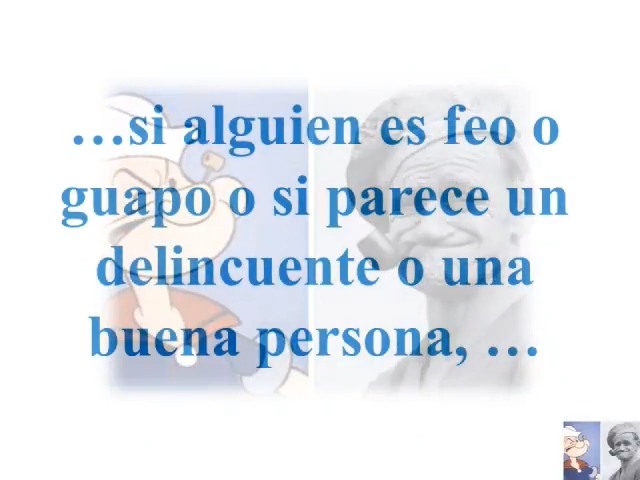 …si alguien es feo o
guapo o si parece un
delincuente o una
buena persona, …